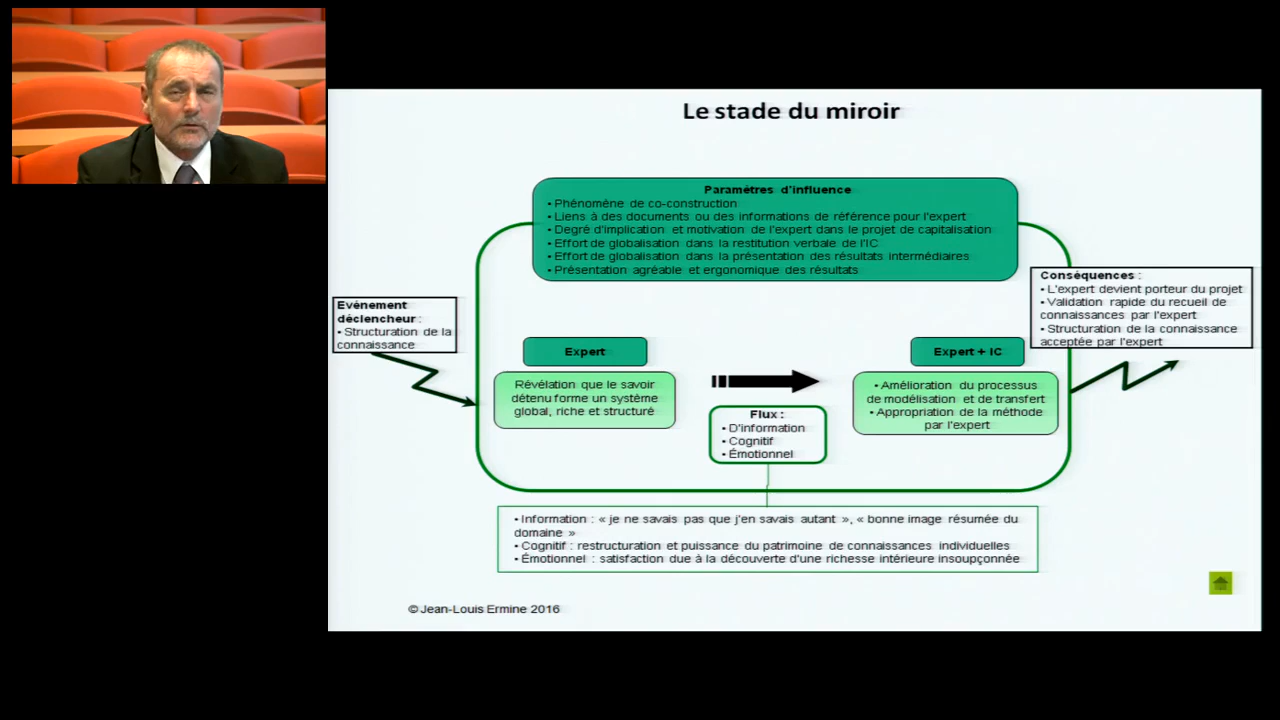 Le stade du miroir
Paramétres d'influence
• Phénomène de co-construction
• Liens à des documents ou des informations de référence pour l'expert
• Degré d'implication et motivation de l'expert dans le projet de capitalisation
• Effort de globalisation dans la restitution verbale de l'IC
• Effort de globalisation dans la présentation des résultats intermédiaires
• Présentation agréable et ergonomique des résultats
Evénement
déclencheur :
• Structuration de la
connaissance
Expert
Révélation que le savoir
détenu forme un système
global, riche et structuré
Flux :
• D'information
• Cognitif
• Émotionnel
Expert + IC
• Amélioration du processus
de modélisation et de transfert
• Appropriation de la méthode
par l'expert
Conséquences :
• L'expert devient porteur du projet
• Validation rapide du recueil de
connaissances par l'expert
• Structuration de la connaissance
acceptée par l'expert
• Information : « je ne savais pas que j'en savais autant », « bonne image résumée du
domaine »
• Cognitif : restructuration et puissance du patrimoine de connaissances individuelles
• Émotionnel : satisfaction due à la découverte d'une richesse intérieure insoupçonnée
© Jean-Louis Ermine 2016